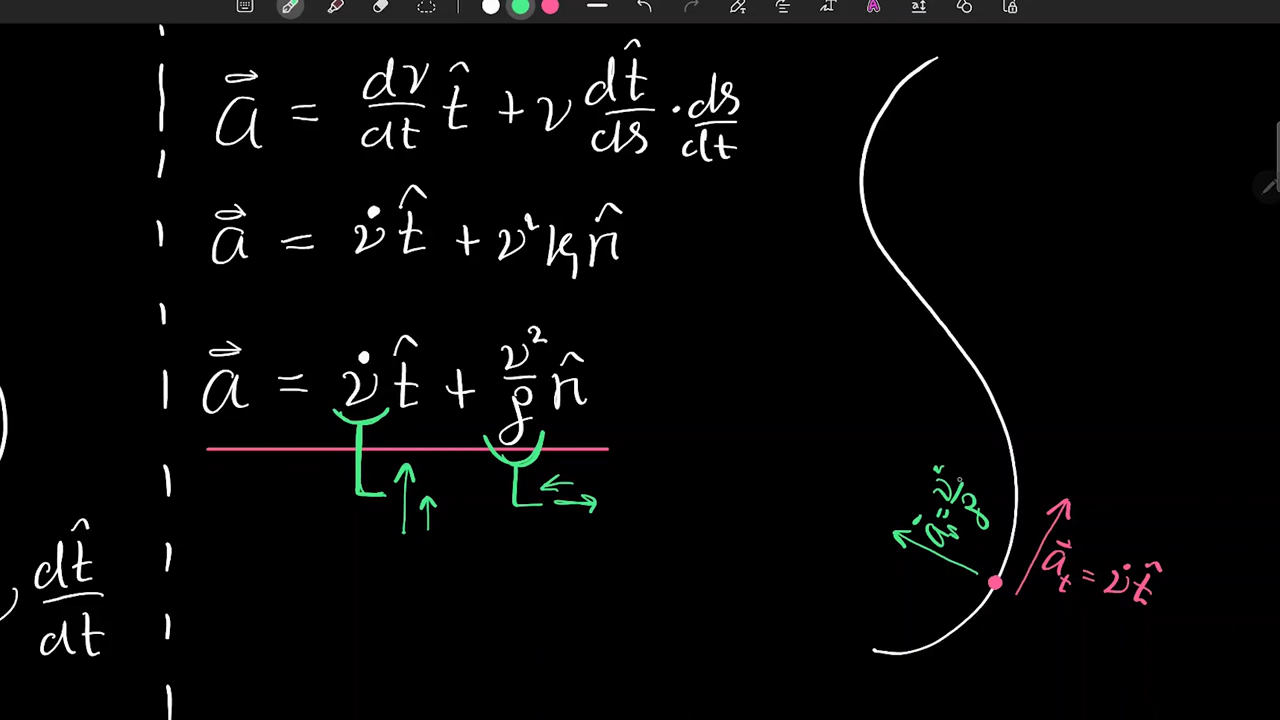 a⃗ = dv/dt t̂ + v dt̂/ds · ds/dt
a⃗ = v̇ t̂ + v² κ n̂
a⃗ = v̇ t̂ + v²/ρ n̂
a⃗ₜ = v̇ t̂
dt̂/dt